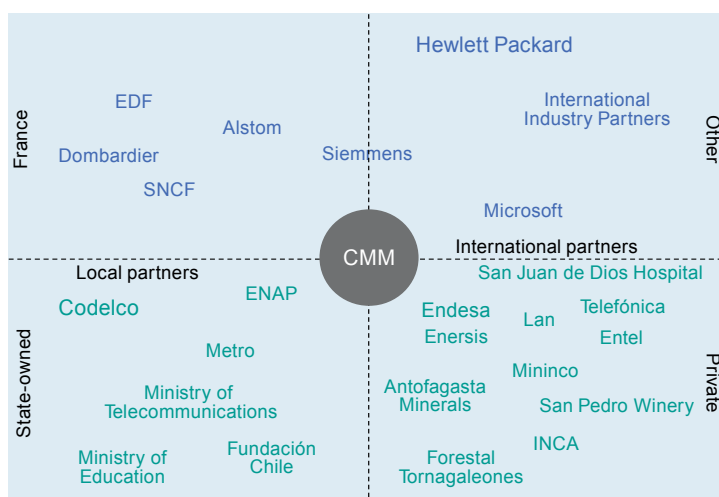 Hewlett Packard
France
EDF
Alstom
Dombardier
SNCF
Siemmens
International
Industry Partners
Other
Microsoft
International partners
CMM
Local partners
State-owned
Codelco
ENAP
Metro
Ministry of
Telecommunications
Ministry of
Education
Fundación
Chile
San Juan de Dios Hospital
Endesa
Enersis
Lan
Telefónica
Entel
Mininco
Antofagasta
Minerals
San Pedro Winery
INCA
Forestal
Tornagaleones
Private